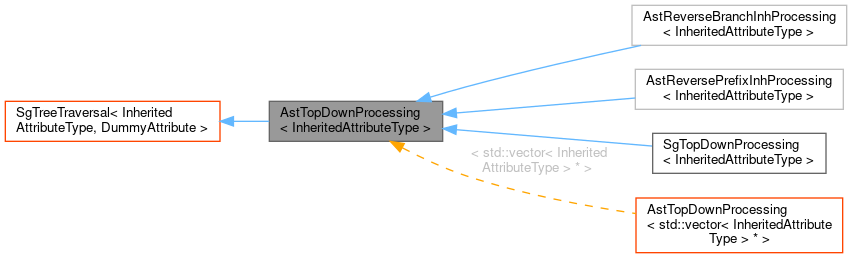 AstReverseBranchInhProcessing
< InheritedAttributeType >
AstReversePrefixInhProcessing
< InheritedAttributeType >
SgTreeTraversal< Inherited
AttributeType, DummyAttribute >
AstTopDownProcessing
< InheritedAttributeType >
SgTopDownProcessing
< InheritedAttributeType >
< std::vector< Inherited
AttributeType > * >
AstTopDownProcessing
< std::vector< InheritedAttribute
Type > * >